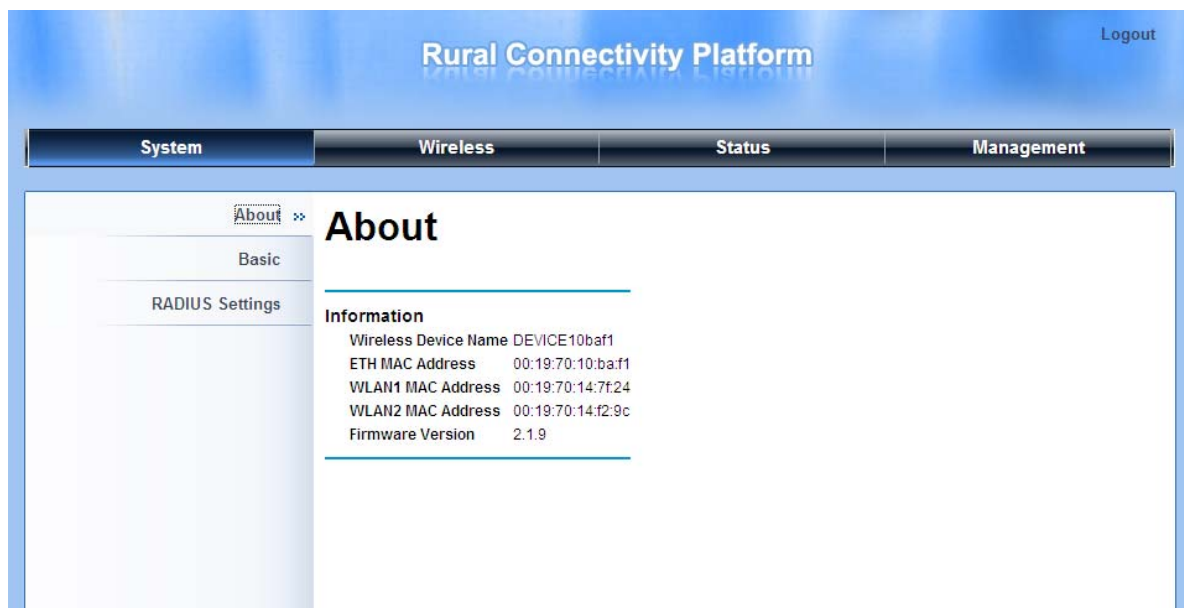 Logout
Rural Connectivity Platform
System Wireless Status Management
About »
Basic
RADIUS Settings
About
Information
Wireless Device Name DEVICE10baf1
ETH MAC Address 00:19:70:10:ba:f1
WLAN1 MAC Address 00:19:70:14:7f:24
WLAN2 MAC Address 00:19:70:14:f2:9c
Firmware Version 2.1.9